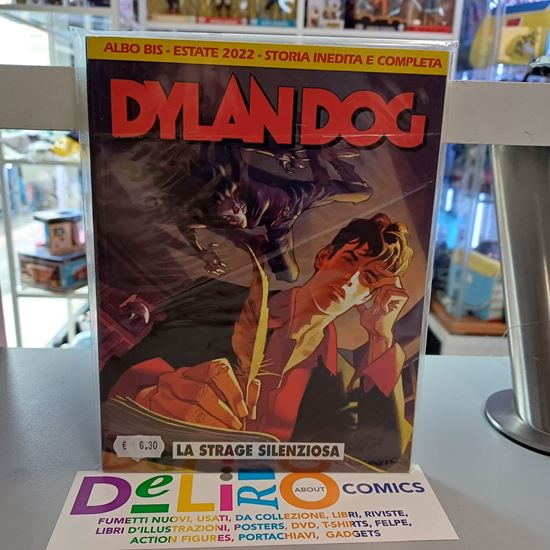 ALBO BIS - ESTATE 2022 - STORIA INEDITA E COMPLETA
DYLAN DOG
€ 6,30
LA STRAGE SILENZIOSA
DeLiRiO ABOUT COMICS
FUMETTI NUOVI, USATI, DA COLLEZIONE, LIBRI, RIVISTE,
LIBRI D'ILLUSTRAZIONI, POSTERS, DVD, T-SHIRTS, FELPE,
ACTION FIGURES, PORTACHIAVI, GADGETS